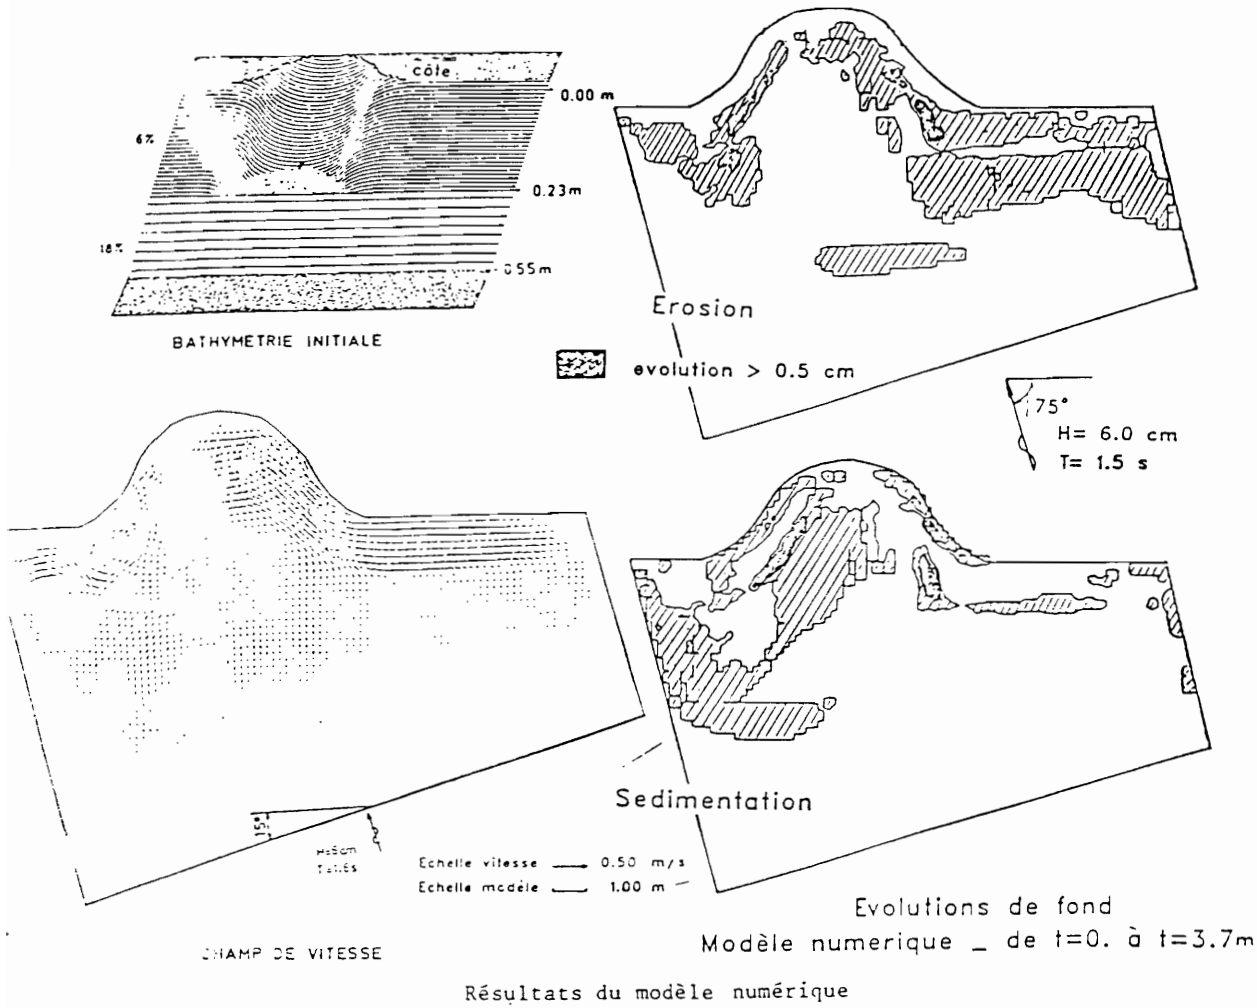 côte
0.00 m
6%
0.23m
18%
0.55m
BATHYMETRIE INITIALE
Erosion
evolution > 0.5 cm
75°
H= 6.0 cm
T= 1.5 s
15°
H=6cm
Sedimentation
Echelle vitesse 0.50 m/s
Echelle modèle 1.00 m
CHAMP DE VITESSE
Evolutions de fond
Modèle numerique _ de t=0. à t=3.7m
Résultats du modèle numérique